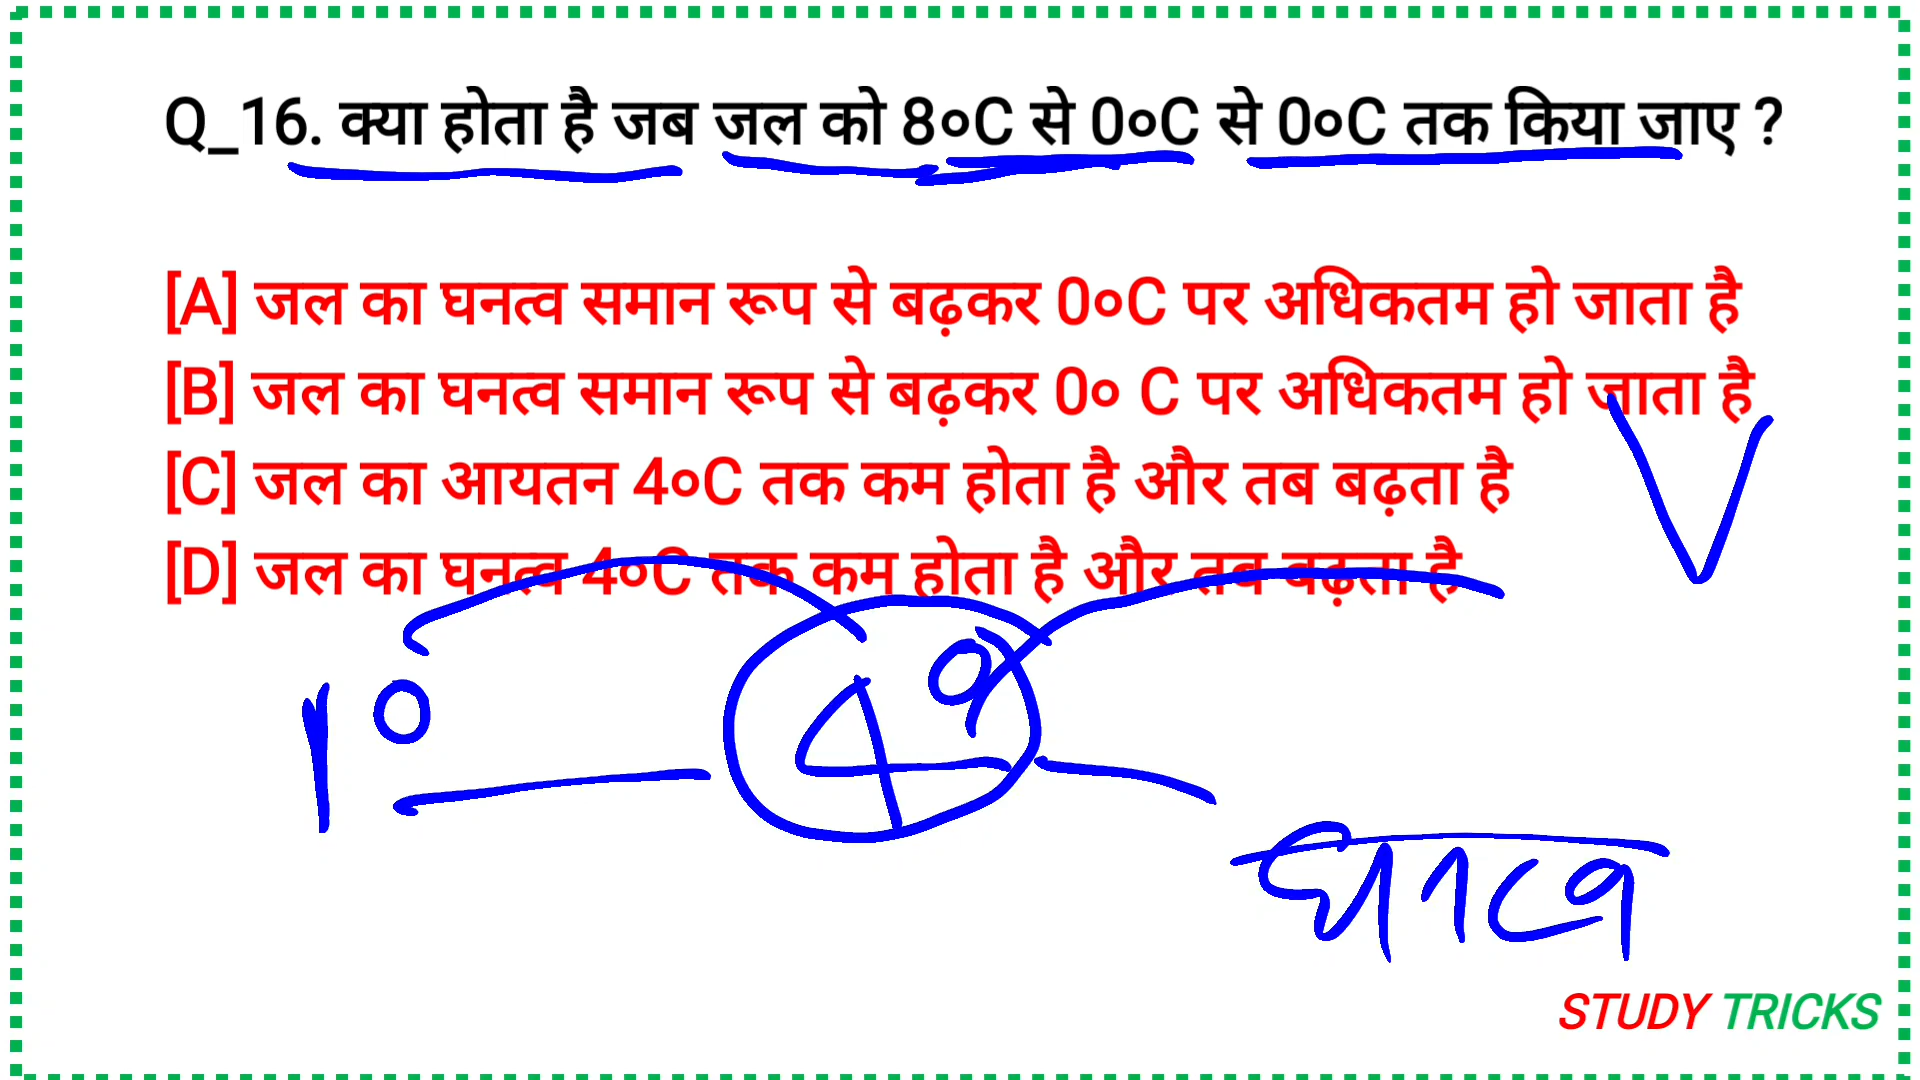 Q_16. क्या होता है जब जल को 8०C से 0०C से 0०C तक किया जाए ?
[A] जल का घनत्व समान रूप से बढ़कर 0०C पर अधिकतम हो जाता है
[B] जल का घनत्व समान रूप से बढ़कर 0० C पर अधिकतम हो जाता है
[C] जल का आयतन 4०C तक कम होता है और तब बढ़ता है
[D] जल का घनत्व 4०C तक कम होता है और तब बढ़ता है
1° 4°
घनत्व
STUDY TRICKS